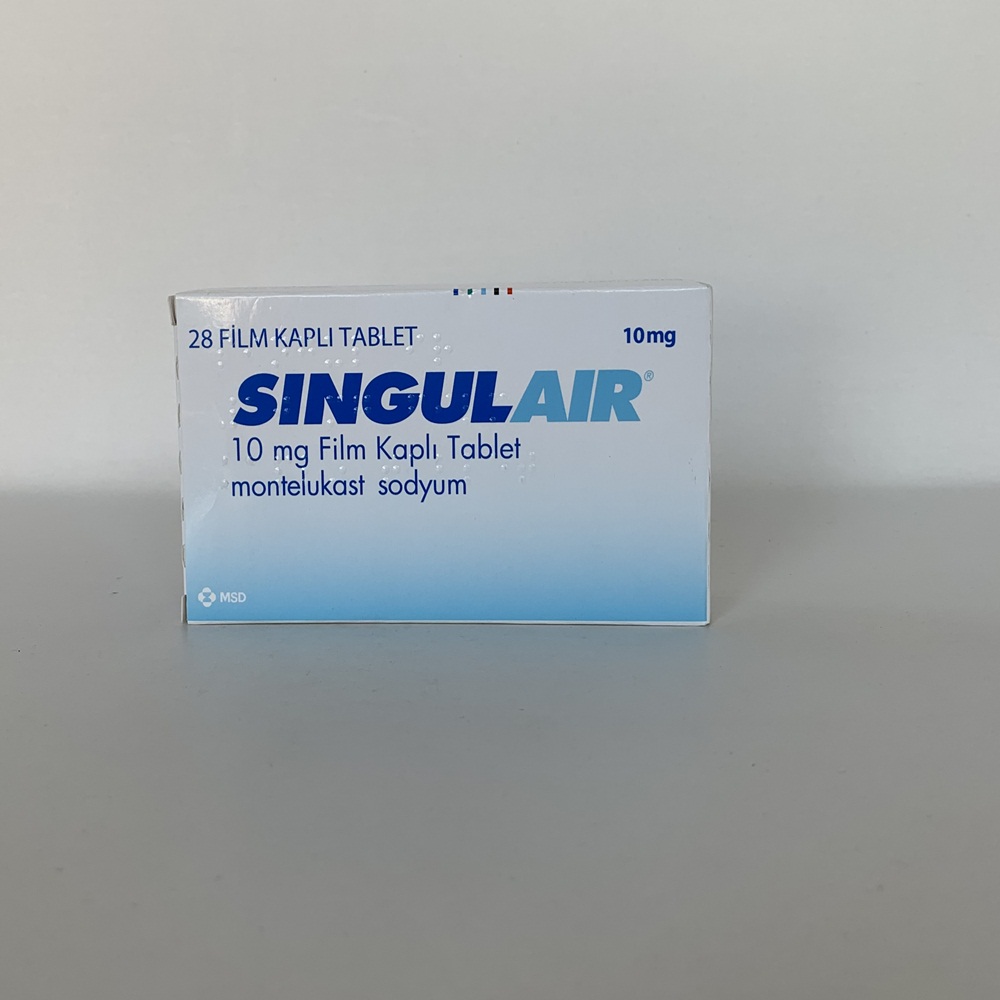 28 FİLM KAPLI TABLET 10mg
SINGULAIR®
10 mg Film Kaplı Tablet
montelukast sodyum
MSD